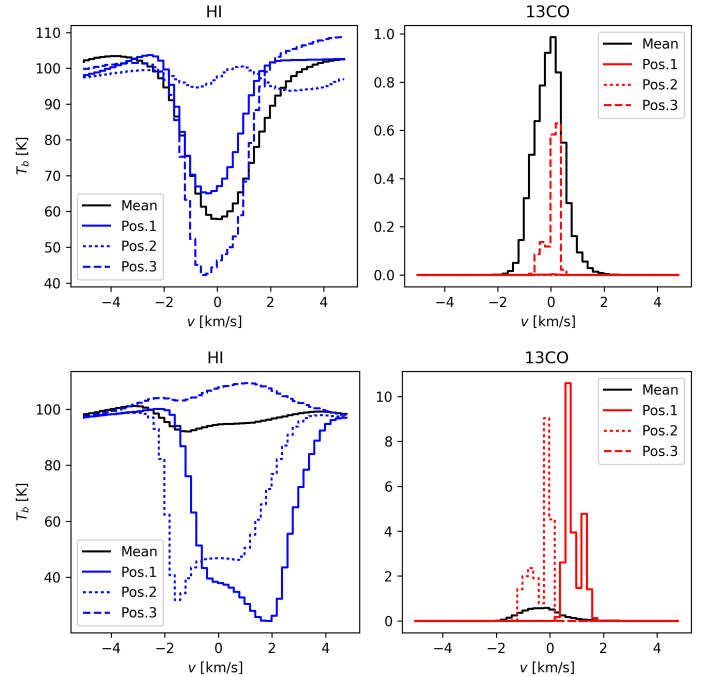 HI
110
100
90
80
70
60
50
40
T_b [K]
−4
−2
0
2
4
v [km/s]
Mean
Pos.1
Pos.2
Pos.3
13CO
1.0
0.8
0.6
0.4
0.2
0.0
−4
−2
0
2
4
v [km/s]
Mean
Pos.1
Pos.2
Pos.3
HI
100
80
60
40
T_b [K]
−4
−2
0
2
4
v [km/s]
Mean
Pos.1
Pos.2
Pos.3
13CO
10
8
6
4
2
0
−4
−2
0
2
4
v [km/s]
Mean
Pos.1
Pos.2
Pos.3